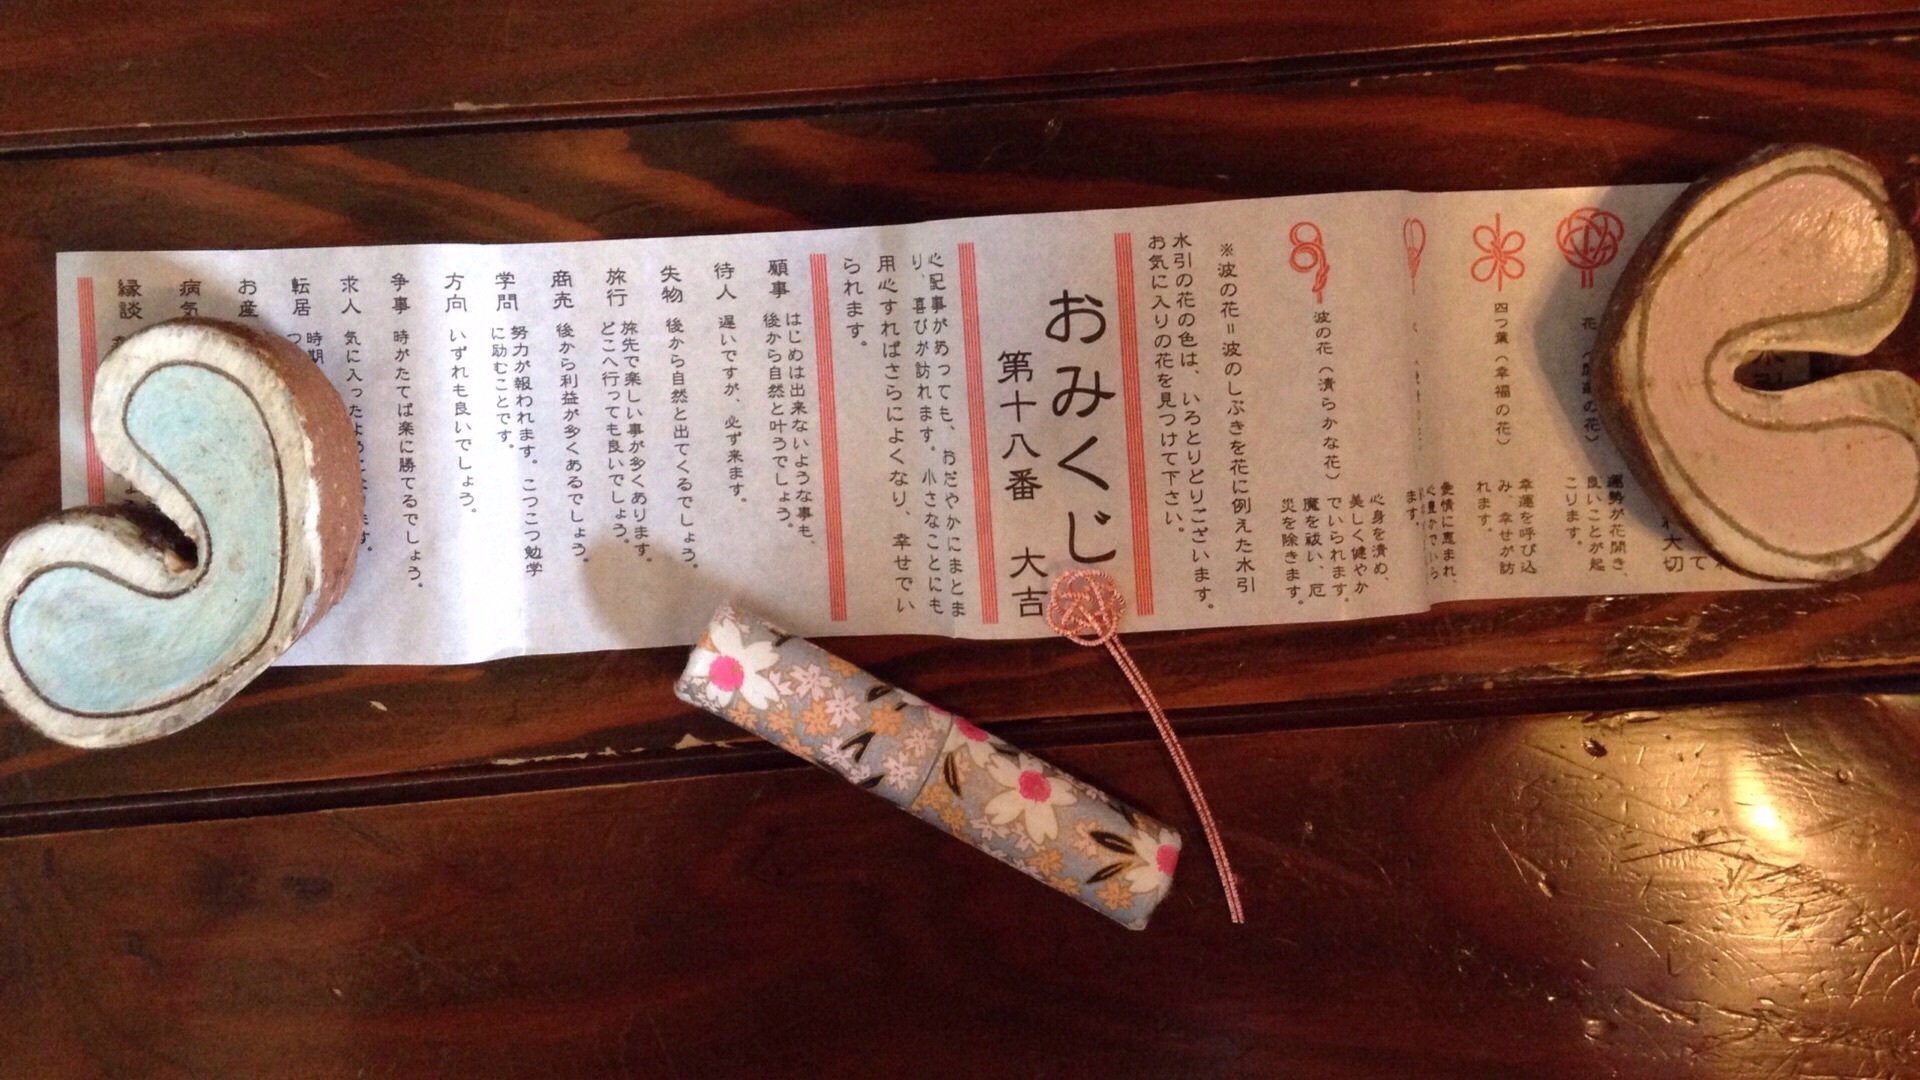 大切
花
運勢が花開き、
良いことが起
こります。
四つ葉(幸福の花)
幸運を呼び込
み、幸せが訪
れます。
愛情に恵まれ、
ます。
波の花(清らかな花)
心身を清め、
美しく健やか
でいられます。
魔を祓い、厄
災を除きます。
※波の花=波のしぶきを花に例えた水引
水引の花の色は、いろとりどりございます。
お気に入りの花を見つけて下さい。
おみくじ
第十八番 大吉
心配事があっても、おだやかにまとま
り、喜びが訪れます。小さなことにも
用心すればさらによくなり、幸せでい
られます。
願事 はじめは出来ないような事も、
後から自然と叶うでしょう。
待人 遅いですが、必ず来ます。
失物 後から自然と出てくるでしょう。
旅行 旅先で楽しい事が多くあります。
どこへ行っても良いでしょう。
商売 後から利益が多くあるでしょう。
学問 努力が報われます。こつこつ勉学
に励むことです。
方向 いずれも良いでしょう。
争事 時がたてば楽に勝てるでしょう。
求人 気に入った
転居 時期
お産
病気
縁談